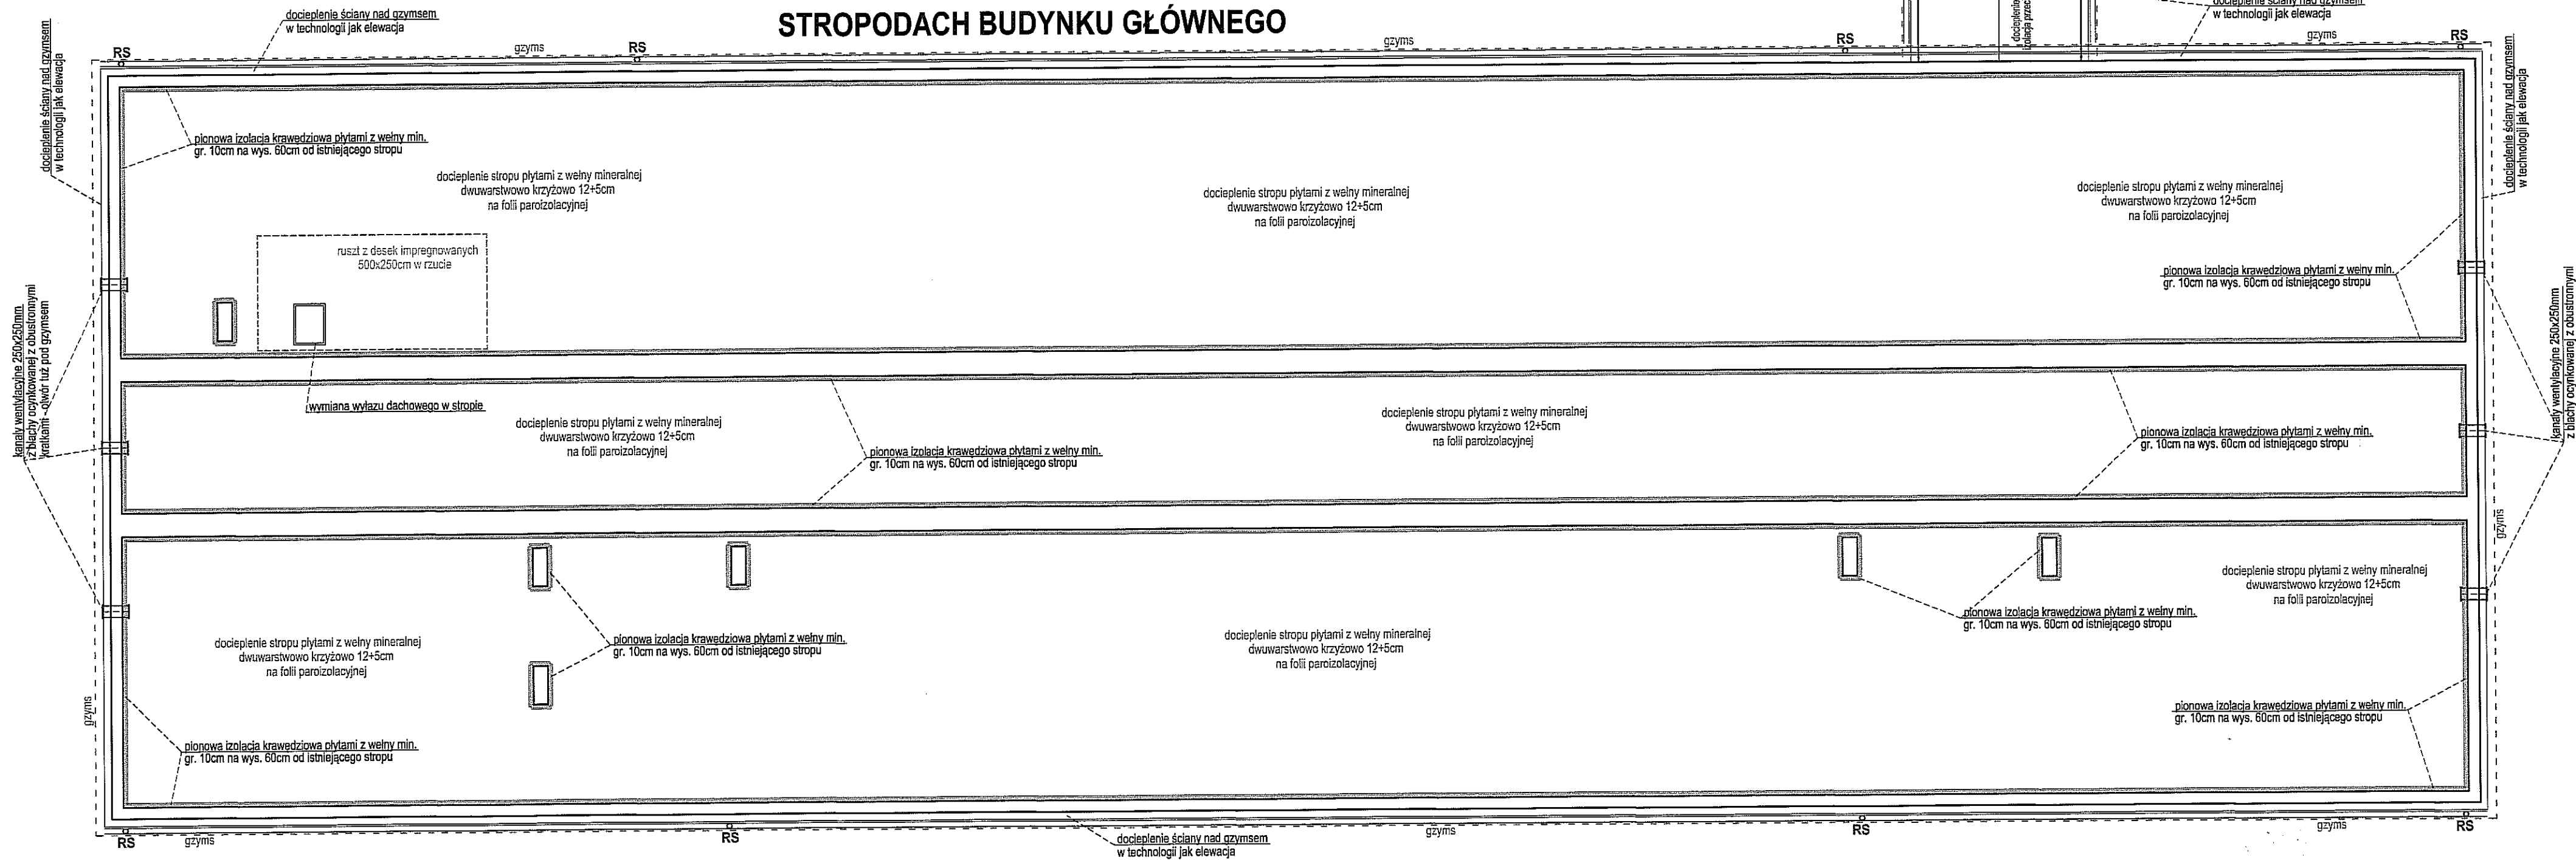 STROPODACH BUDYNKU GŁÓWNEGO
docieplenie ściany nad gzymsem
w technologii jak elewacja
docieplenie ściany nad gzymsem
w technologii jak elewacja
docieplenie
izolacja
docieplenie ściany nad gzymsem
w technologii jak elewacja
docieplenie ściany nad gzymsem
w technologii jak elewacja
RS
gzyms
RS
gzyms
RS
gzyms
RS
pionowa izolacja krawędziowa płytami z wełny min.
gr. 10cm na wys. 60cm od istniejącego stropu
docieplenie stropu płytami z wełny mineralnej
dwuwarstwowo krzyżowo 12+5cm
na folii paroizolacyjnej
docieplenie stropu płytami z wełny mineralnej
dwuwarstwowo krzyżowo 12+5cm
na folii paroizolacyjnej
docieplenie stropu płytami z wełny mineralnej
dwuwarstwowo krzyżowo 12+5cm
na folii paroizolacyjnej
ruszt z desek impregnowanych
500x250cm w rzucie
pionowa izolacja krawędziowa płytami z wełny min.
gr. 10cm na wys. 60cm od istniejącego stropu
kanały wentylacyjne 250x250mm
z blachy ocynkowanej z obustronnymi
kratkami - otwór tuż pod gzymsem
kanały wentylacyjne 250x250mm
z blachy ocynkowanej z obustronnymi
wymiana wyłazu dachowego w stropie
docieplenie stropu płytami z wełny mineralnej
dwuwarstwowo krzyżowo 12+5cm
na folii paroizolacyjnej
pionowa izolacja krawędziowa płytami z wełny min.
gr. 10cm na wys. 60cm od istniejącego stropu
docieplenie stropu płytami z wełny mineralnej
dwuwarstwowo krzyżowo 12+5cm
na folii paroizolacyjnej
pionowa izolacja krawędziowa płytami z wełny min.
gr. 10cm na wys. 60cm od istniejącego stropu
gzyms
docieplenie stropu płytami z wełny mineralnej
dwuwarstwowo krzyżowo 12+5cm
na folii paroizolacyjnej
pionowa izolacja krawędziowa płytami z wełny min.
gr. 10cm na wys. 60cm od istniejącego stropu
docieplenie stropu płytami z wełny mineralnej
dwuwarstwowo krzyżowo 12+5cm
na folii paroizolacyjnej
pionowa izolacja krawędziowa płytami z wełny min.
gr. 10cm na wys. 60cm od istniejącego stropu
docieplenie stropu płytami z wełny mineralnej
dwuwarstwowo krzyżowo 12+5cm
na folii paroizolacyjnej
gzyms
pionowa izolacja krawędziowa płytami z wełny min.
gr. 10cm na wys. 60cm od istniejącego stropu
pionowa izolacja krawędziowa płytami z wełny min.
gr. 10cm na wys. 60cm od istniejącego stropu
RS
gzyms
RS
docieplenie ściany nad gzymsem
w technologii jak elewacja
gzyms
RS
gzyms
RS